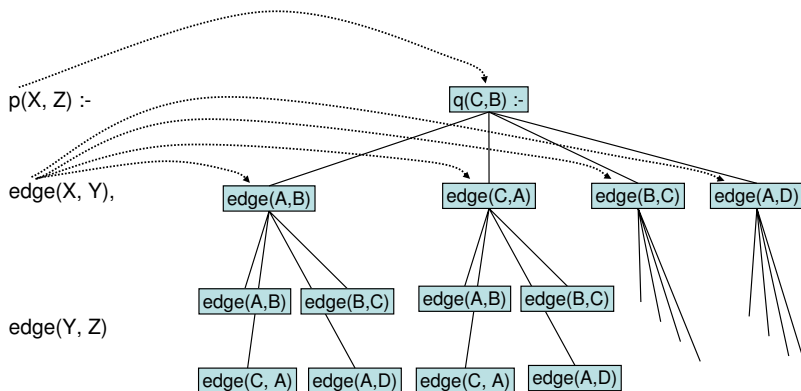 p(X, Z) :-
q(C,B) :-
edge(X, Y),
edge(A,B)
edge(C,A)
edge(B,C)
edge(A,D)
edge(Y, Z)
edge(A,B)
edge(B,C)
edge(A,B)
edge(B,C)
edge(C, A)
edge(A,D)
edge(C, A)
edge(A,D)